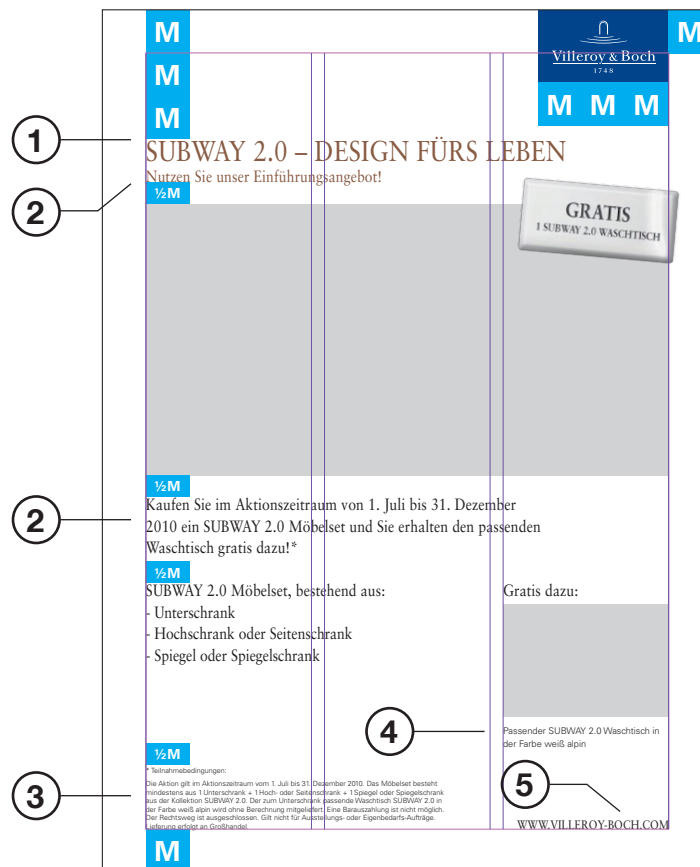 M
M
M
M
Villeroy & Boch
1748
M M M
1
SUBWAY 2.0 – DESIGN FÜRS LEBEN
2
Nutzen Sie unser Einführungsangebot!
½M
GRATIS
1 SUBWAY 2.0 WASCHTISCH
½M
2
Kaufen Sie im Aktionszeitraum von 1. Juli bis 31. Dezember
2010 ein SUBWAY 2.0 Möbelset und Sie erhalten den passenden
Waschtisch gratis dazu!*
½M
SUBWAY 2.0 Möbelset, bestehend aus:
- Unterschrank
- Hochschrank oder Seitenschrank
- Spiegel oder Spiegelschrank
Gratis dazu:
4
Passender SUBWAY 2.0 Waschtisch in
der Farbe weiß alpin
½M
* Teilnahmebedingungen:
3
Die Aktion gilt im Aktionszeitraum vom 1. Juli bis 31. Dezember 2010. Das Möbelset besteht
mindestens aus 1 Unterschrank + 1 Hoch- oder Seitenschrank + 1 Spiegel oder Spiegelschrank
aus der Kollektion SUBWAY 2.0. Der zum Unterschrank passende Waschtisch SUBWAY 2.0 in
der Farbe weiß alpin wird ohne Berechnung mitgeliefert. Eine Barauszahlung ist nicht möglich.
Der Rechtsweg ist ausgeschlossen. Gilt nicht für Ausstellungs- oder Eigenbedarfs-Aufträge.
Lieferung erfolgt an Großhandel.
5
WWW.VILLEROY-BOCH.COM
M